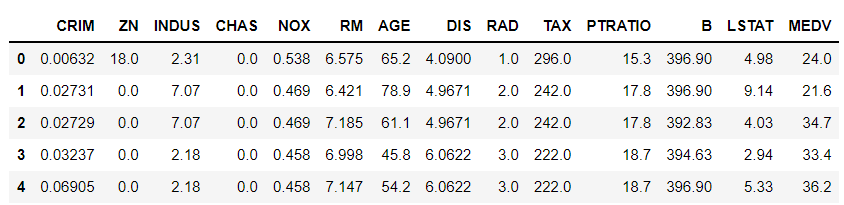 CRIM ZN INDUS CHAS NOX RM AGE DIS RAD TAX PTRATIO B LSTAT MEDV
0 0.00632 18.0 2.31 0.0 0.538 6.575 65.2 4.0900 1.0 296.0 15.3 396.90 4.98 24.0
1 0.02731 0.0 7.07 0.0 0.469 6.421 78.9 4.9671 2.0 242.0 17.8 396.90 9.14 21.6
2 0.02729 0.0 7.07 0.0 0.469 7.185 61.1 4.9671 2.0 242.0 17.8 392.83 4.03 34.7
3 0.03237 0.0 2.18 0.0 0.458 6.998 45.8 6.0622 3.0 222.0 18.7 394.63 2.94 33.4
4 0.06905 0.0 2.18 0.0 0.458 7.147 54.2 6.0622 3.0 222.0 18.7 396.90 5.33 36.2